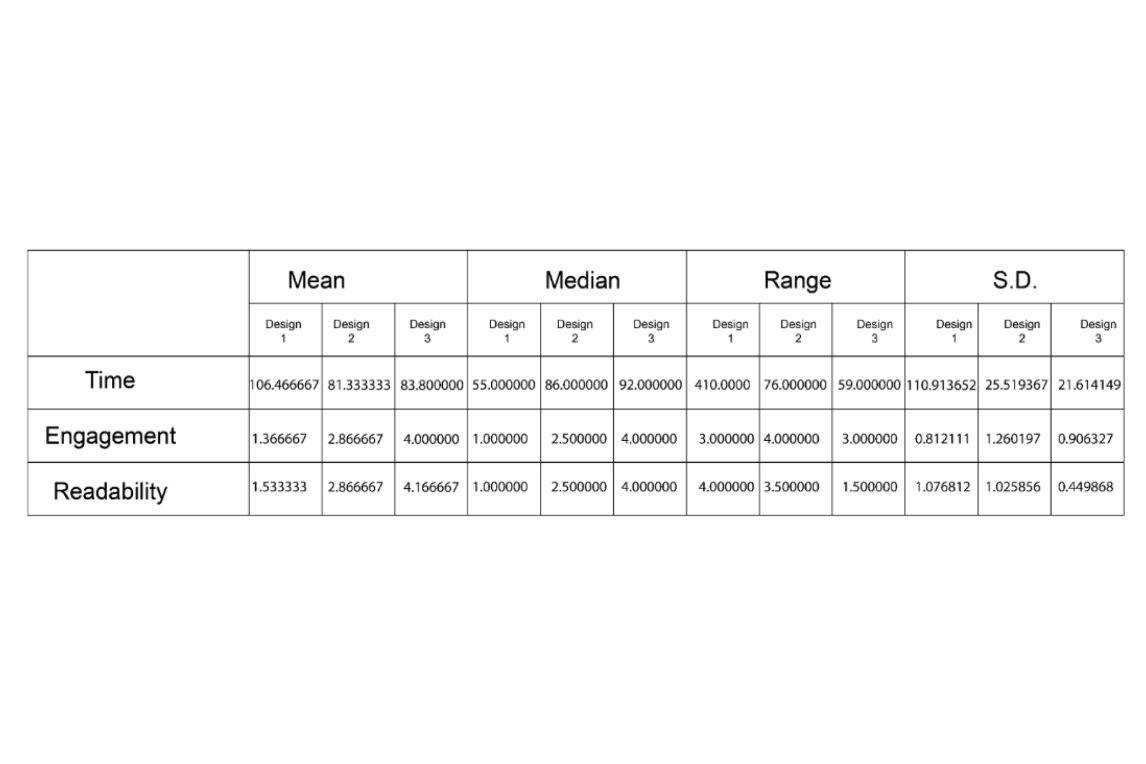 Mean Median Range S.D.
Design 1 Design 2 Design 3 Design 1 Design 2 Design 3 Design 1 Design 2 Design 3 Design 1 Design 2 Design 3
Time 106.466667 81.333333 83.800000 55.000000 86.000000 92.000000 410.0000 76.000000 59.000000 110.913652 25.519367 21.614149
Engagement 1.366667 2.866667 4.000000 1.000000 2.500000 4.000000 3.000000 4.000000 3.000000 0.812111 1.260197 0.906327
Readability 1.533333 2.866667 4.166667 1.000000 2.500000 4.000000 4.000000 3.500000 1.500000 1.076812 1.025856 0.449868